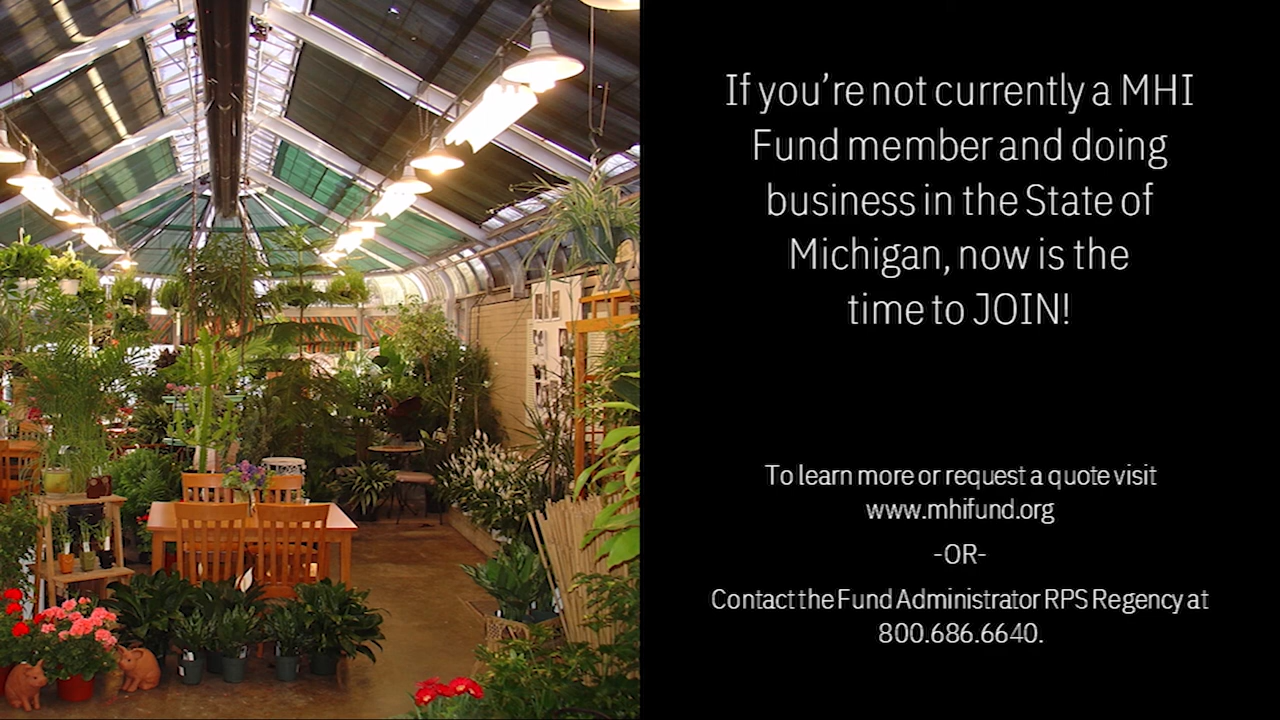 If you're not currently a MHI
Fund member and doing
business in the State of
Michigan, now is the
time to JOIN!
To learn more or request a quote visit
www.mhifund.org
-OR-
Contact the Fund Administrator RPS Regency at
800.686.6640.